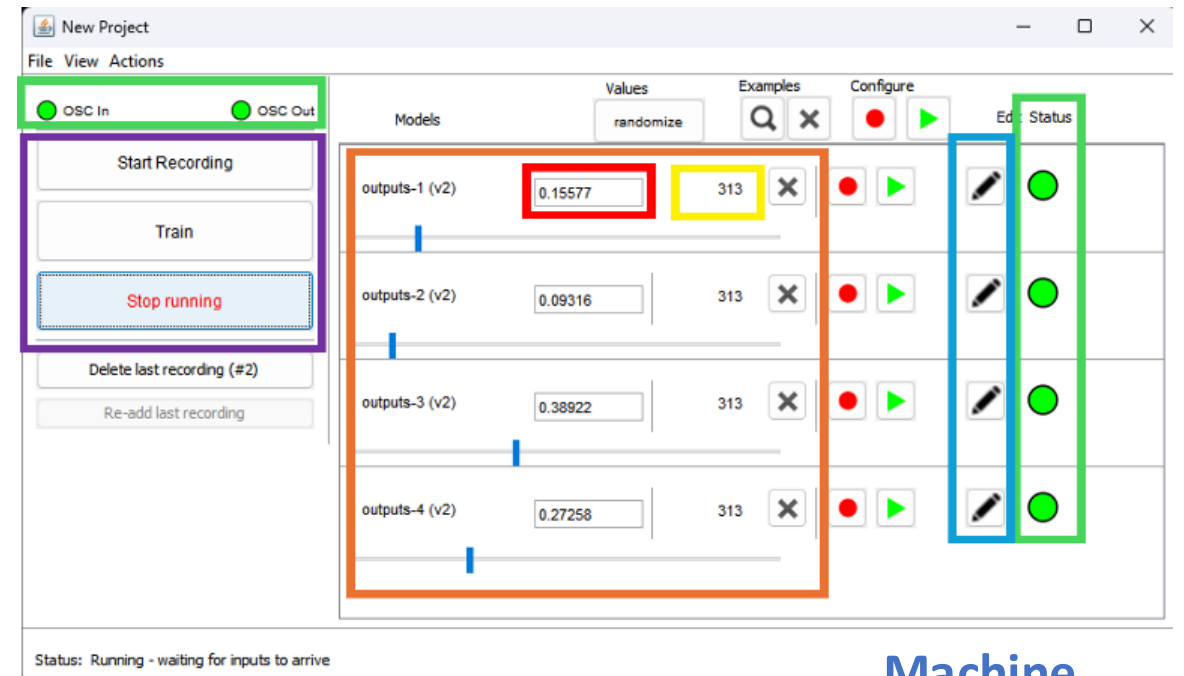 New Project
File View Actions
OSC In OSC Out
Start Recording
Train
Stop running
Delete last recording (#2)
Re-add last recording
Models
Values
randomize
Examples
Configure
Status
outputs-1 (v2) 0.15577 313
outputs-2 (v2) 0.09316 313
outputs-3 (v2) 0.38922 313
outputs-4 (v2) 0.27258 313
Status: Running - waiting for inputs to arrive
Machine